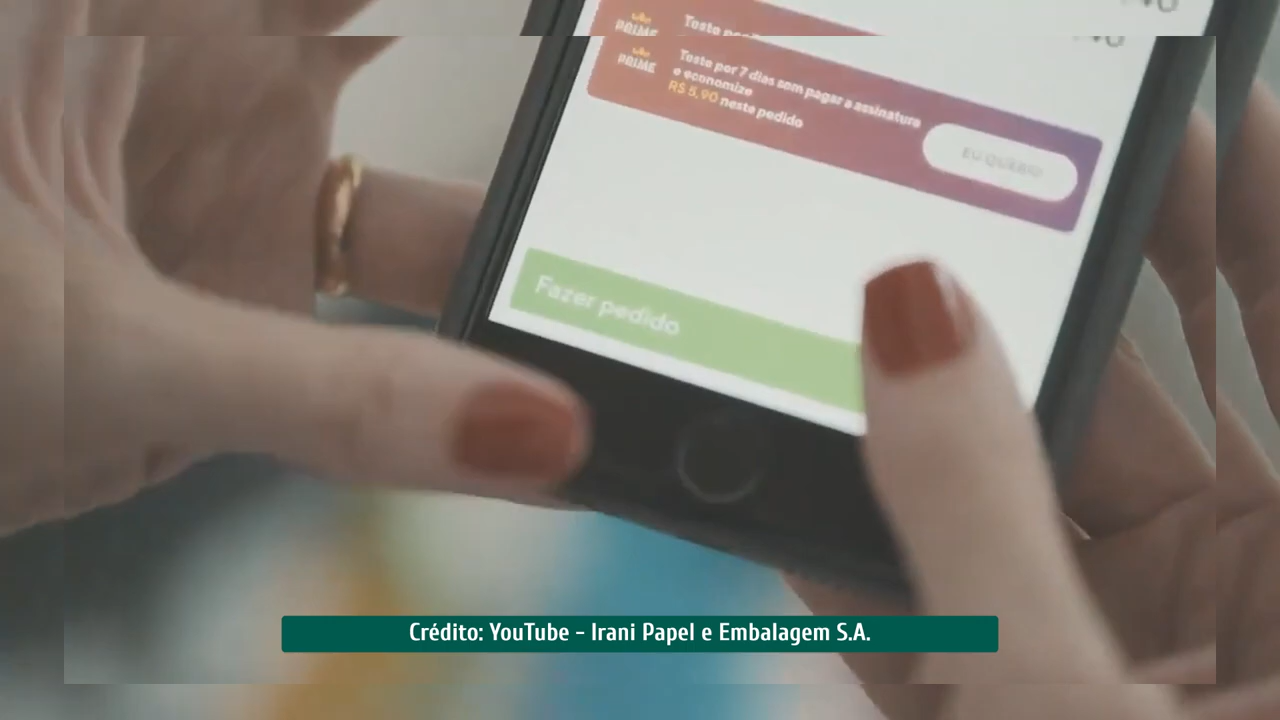 PRIME
Teste por 7 dias sem pagar a assinatura
e economize
R$ 5,90 neste pedido
EU QUERO
Fazer pedido
Crédito: YouTube - Irani Papel e Embalagem S.A.